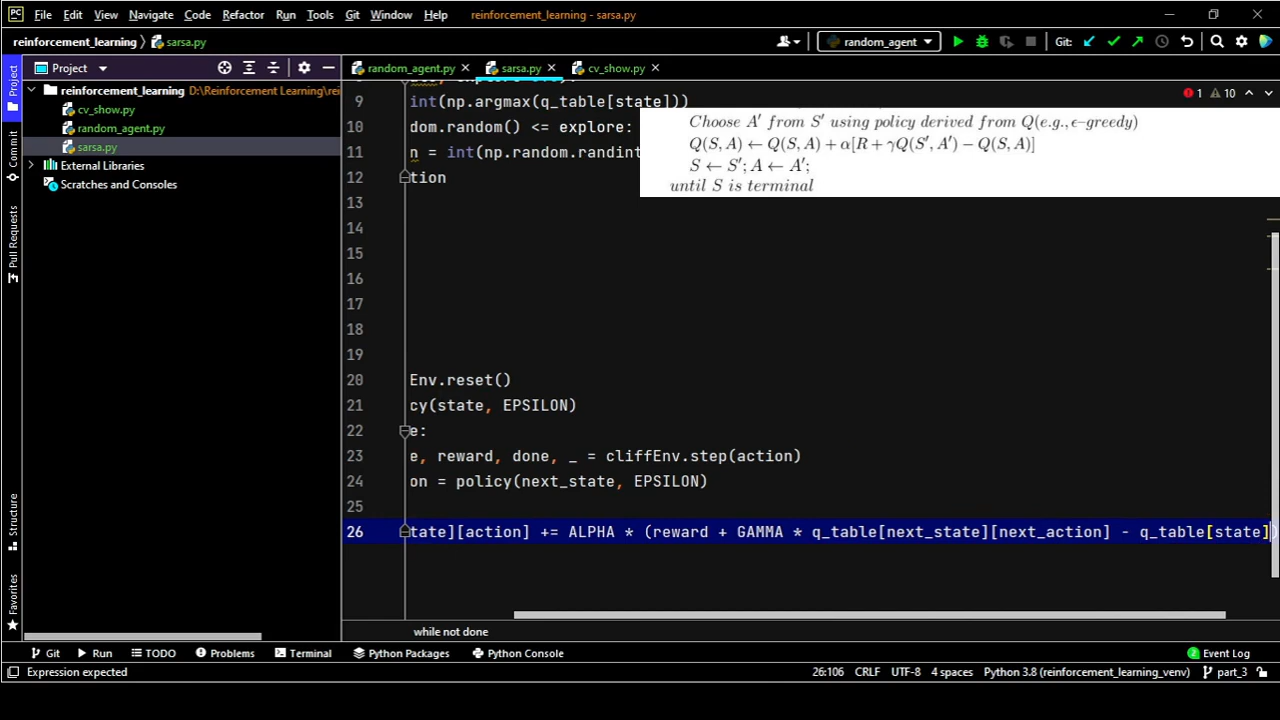 PC File Edit View Navigate Code Refactor Run Tools Git Window Help reinforcement_learning - sarsa.py
reinforcement_learning sarsa.py random_agent Git:
Project
random_agent.py sarsa.py cv_show.py
reinforcement_learning D:\Reinforcement Learning\rei
cv_show.py
random_agent.py
sarsa.py
External Libraries
Scratches and Consoles
Project
Commit
Pull Requests
Structure
Favorites
1 10
9 int(np.argmax(q_table[state]))
10 dom.random() <= explore:
11 n = int(np.random.randint
12 tion
13
14
15
16
17
18
19
20 Env.reset()
21 cy(state, EPSILON)
22 e:
23 e, reward, done, _ = cliffEnv.step(action)
24 on = policy(next_state, EPSILON)
25
26 tate][action] += ALPHA * (reward + GAMMA * q_table[next_state][next_action] - q_table[state])
Choose A′ from S′ using policy derived from Q(e.g., ϵ–greedy)
Q(S, A) ← Q(S, A) + α[R + γQ(S′, A′) − Q(S, A)]
S ← S′; A ← A′;
until S is terminal
while not done
Git Run TODO Problems Terminal Python Packages Python Console 2 Event Log
Expression expected 26:106 CRLF UTF-8 4 spaces Python 3.8 (reinforcement_learning_venv) part_3